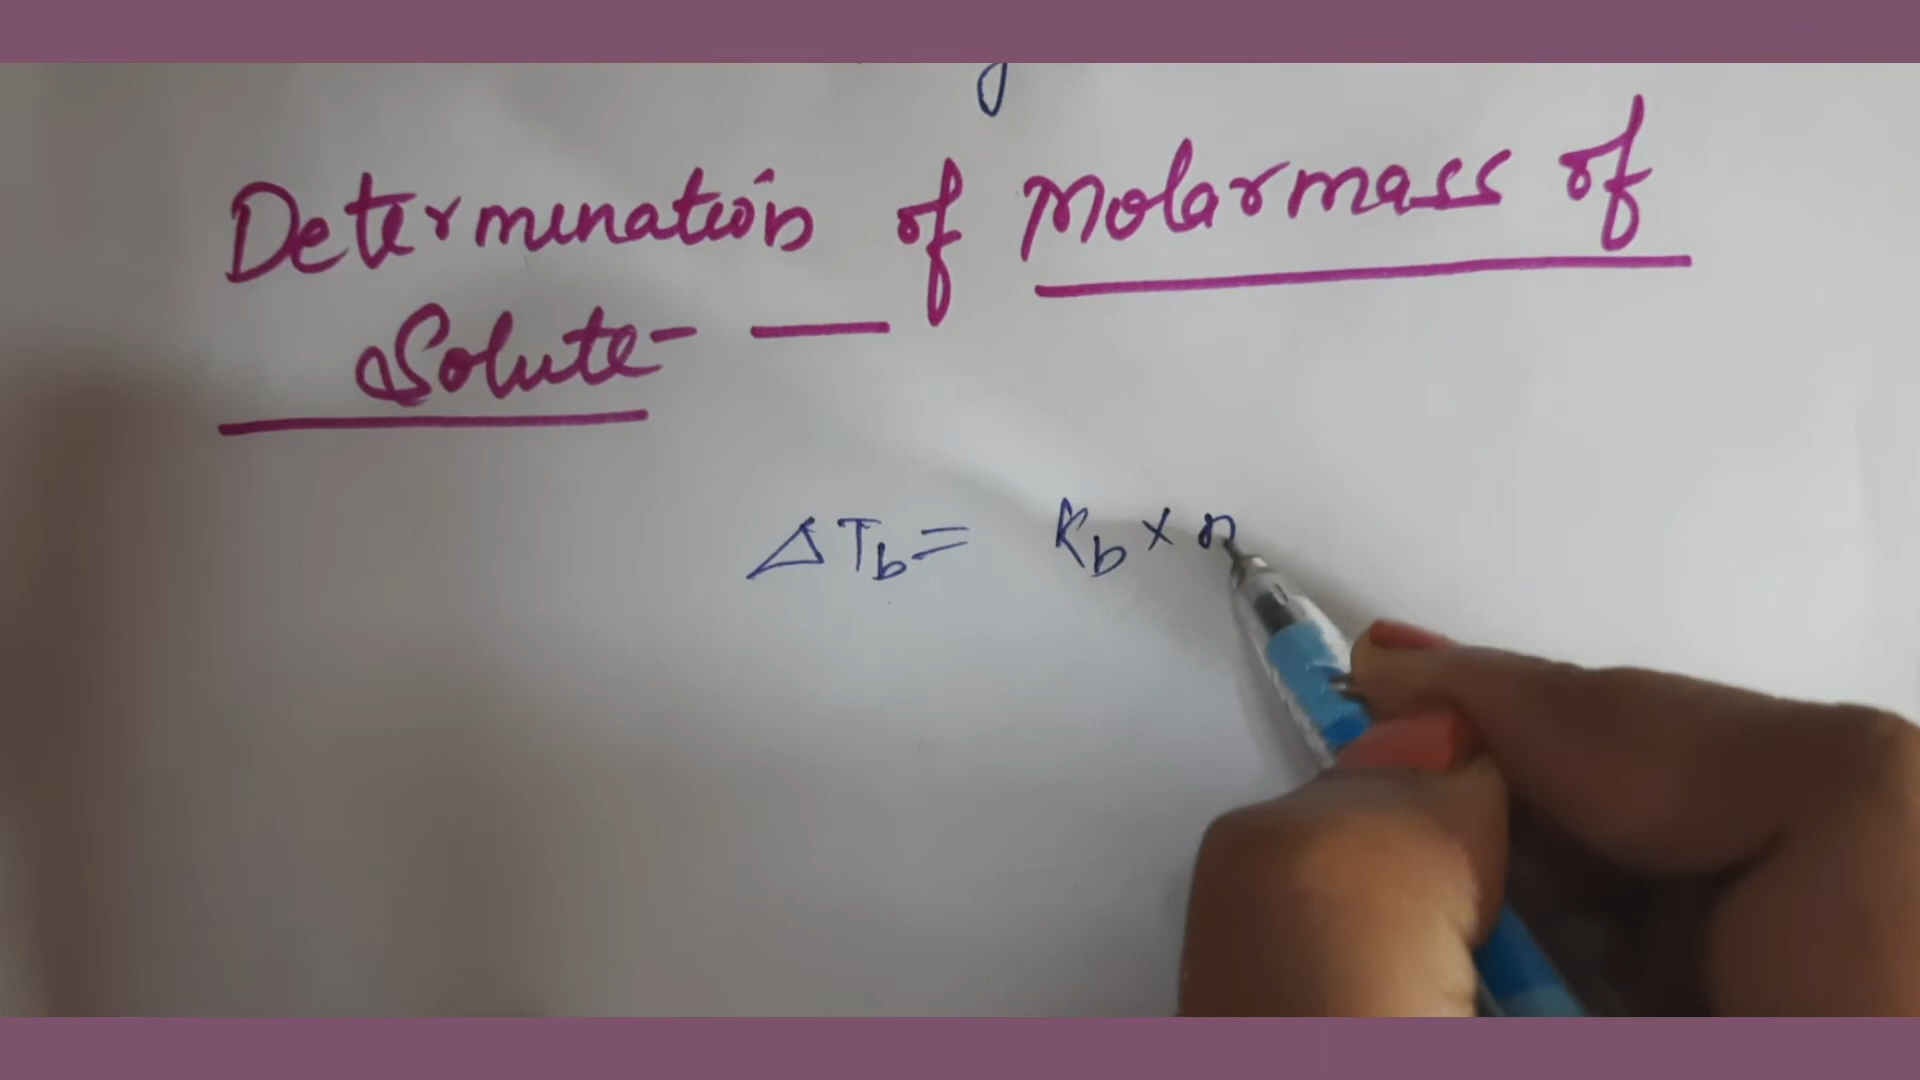 Determination of Molarmass of
Solute-
ΔTb = Kb × n